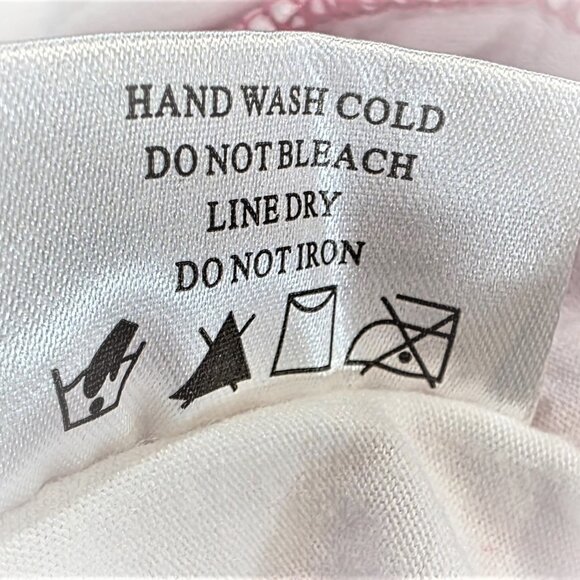 HAND WASH COLD
DO NOT BLEACH
LINE DRY
DO NOT IRON